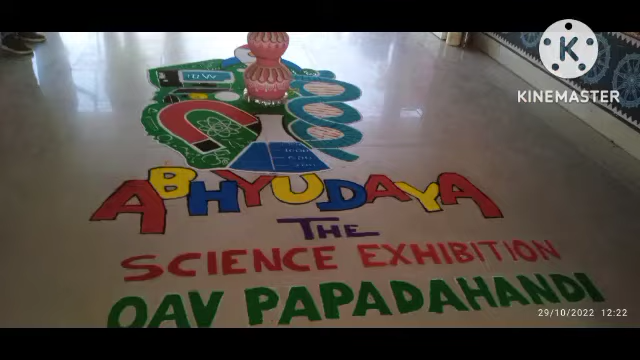 KINEMASTER
ABHYUDAYA
THE
SCIENCE EXHIBITION
OAV PAPADAHANDI
29/10/2022 12:22